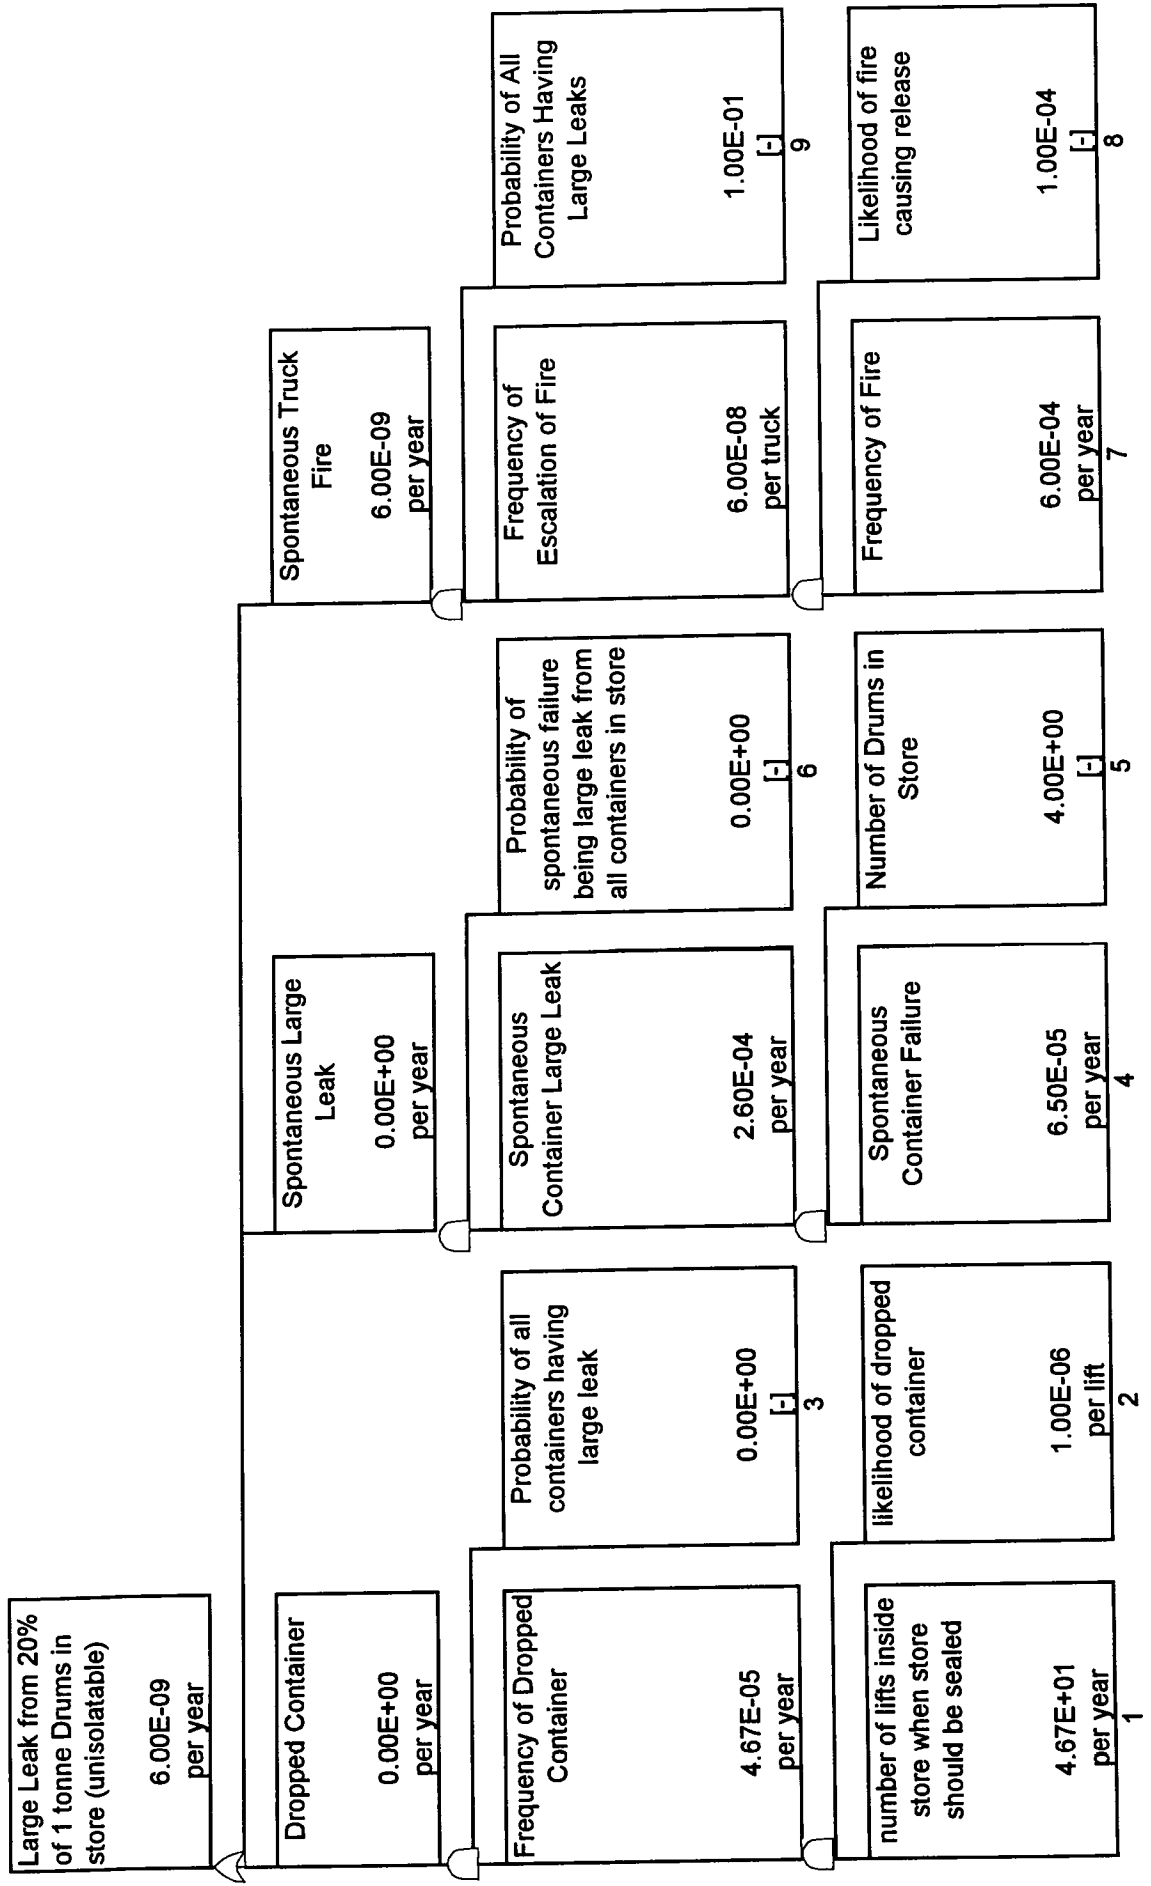 Large Leak from 20%
of 1 tonne Drums in
store (unisolatable)
6.00E-09
per year
Dropped Container
0.00E+00
per year
Spontaneous Large
Leak
0.00E+00
per year
Spontaneous Truck
Fire
6.00E-09
per year
Frequency of Dropped
Container
4.67E-05
per year
Probability of all
containers having
large leak
0.00E+00
[-]
3
Spontaneous
Container Large Leak
2.60E-04
per year
Probability of
spontaneous failure
being large leak from
all containers in store
0.00E+00
[-]
6
Frequency of
Escalation of Fire
6.00E-08
per truck
Probability of All
Containers Having
Large Leaks
1.00E-01
[-]
9
number of lifts inside
store when store
should be sealed
4.67E+01
per year
1
likelihood of dropped
container
1.00E-06
per lift
2
Spontaneous
Container Failure
6.50E-05
per year
4
Number of Drums in
Store
4.00E+00
[-]
5
Frequency of Fire
6.00E-04
per year
7
Likelihood of fire
causing release
1.00E-04
[-]
8